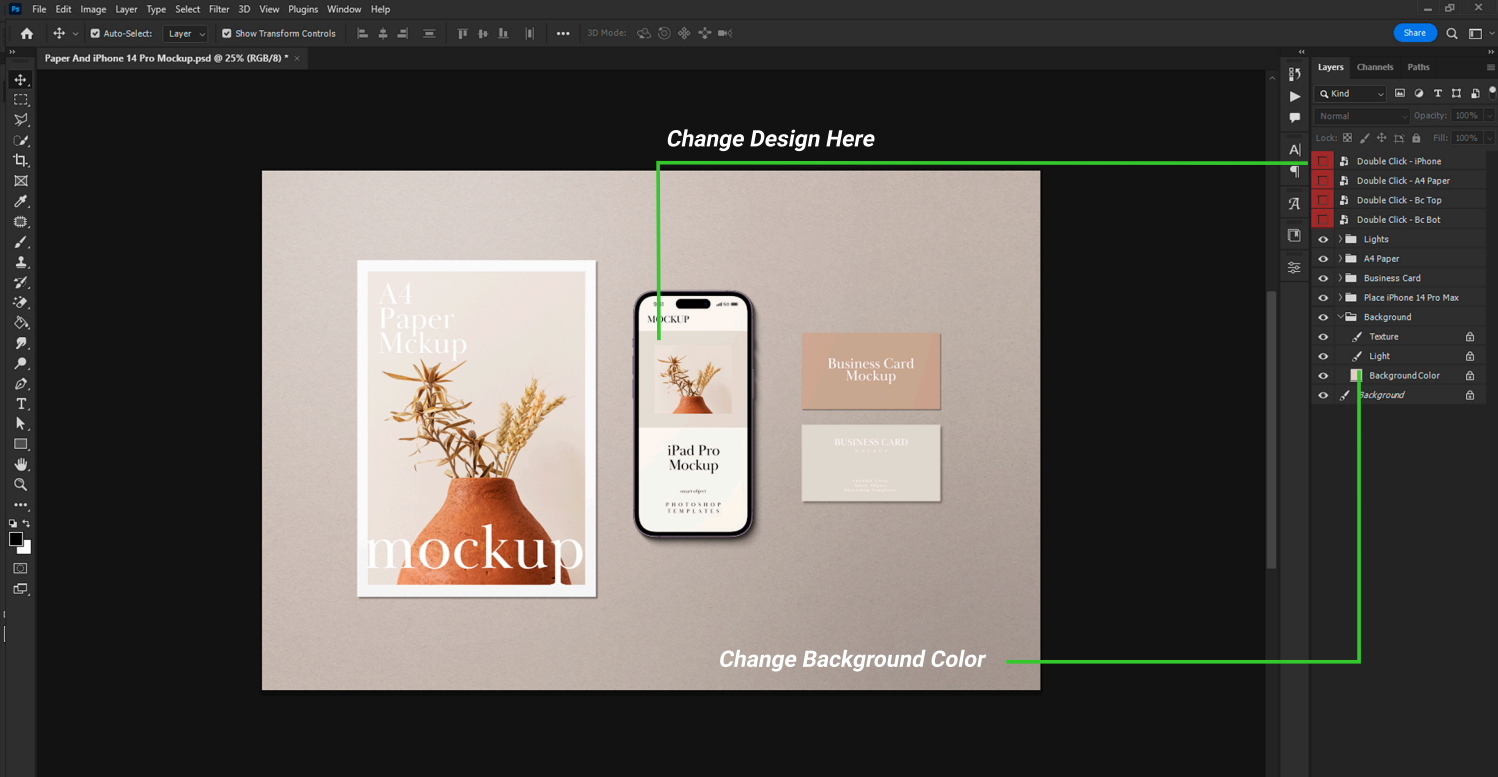 Ps File Edit Image Layer Type Select Filter 3D View Plugins Window Help
Auto-Select: Layer Show Transform Controls 3D Mode: Share
Paper And iPhone 14 Pro Mockup.psd @ 25% (RGB/8) * ×
Layers Channels Paths
Kind
Normal Opacity: 100%
Lock: Fill: 100%
Double Click - iPhone
Double Click - A4 Paper
Double Click - Bc Top
Double Click - Bc Bot
Lights
A4 Paper
Business Card
Place iPhone 14 Pro Max
Background
Texture
Light
Background Color
Background
Change Design Here
A4
Paper
Mckup
mockup
MOCKUP
iPad Pro
Mockup
smart object
PHOTOSHOP
TEMPLATES
Business Card
Mockup
BUSINESS CARD
Change Background Color